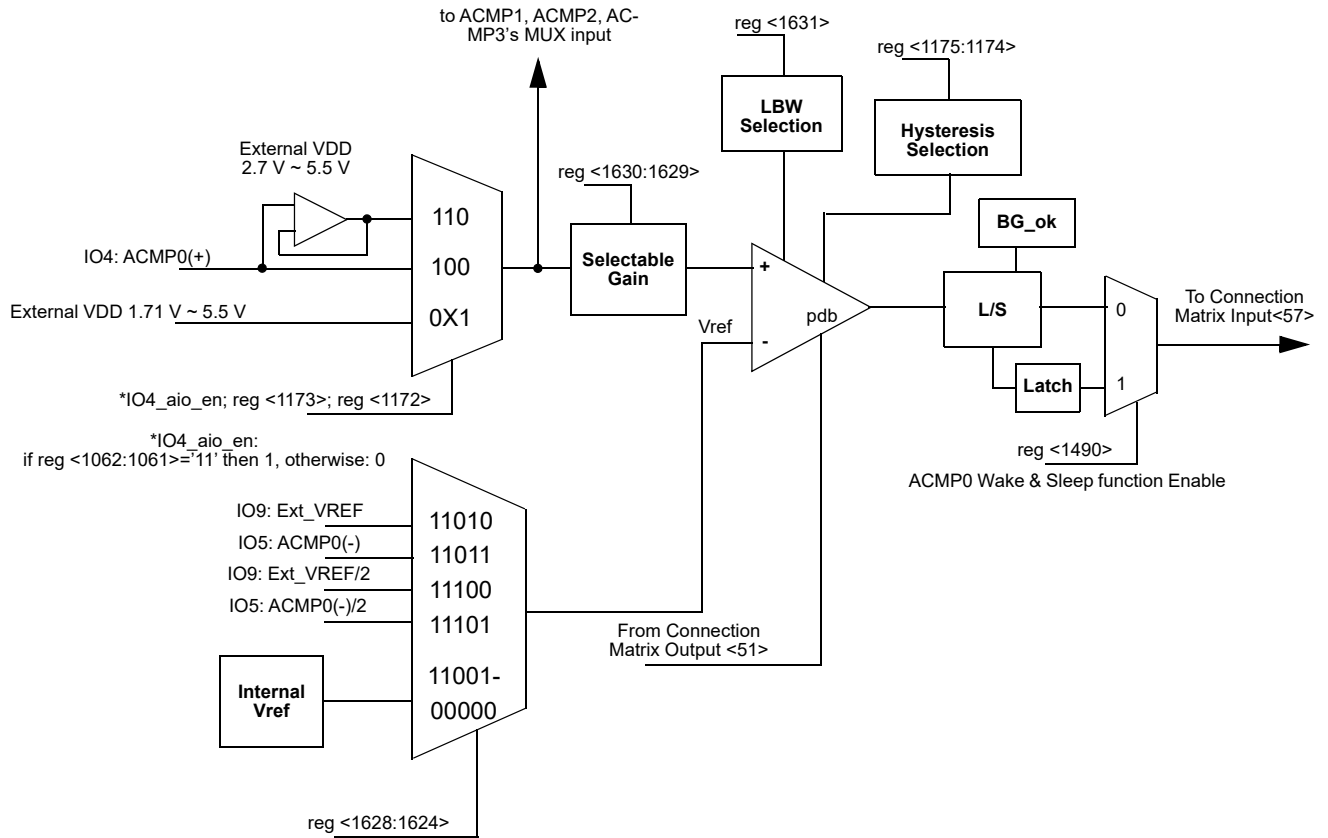 to ACMP1, ACMP2, AC-
MP3's MUX input
reg <1631>
reg <1175:1174>
LBW
Selection
Hysteresis
Selection
External VDD
2.7 V ~ 5.5 V
reg <1630:1629>
110
BG_ok
IO4: ACMP0(+)
100
Selectable
Gain
+
External VDD 1.71 V ~ 5.5 V
0X1
Vref
-
pdb
L/S
0
To Connection
Matrix Input<57>
Latch
1
*IO4_aio_en; reg <1173>; reg <1172>
*IO4_aio_en:
if reg <1062:1061>='11' then 1, otherwise: 0
reg <1490>
ACMP0 Wake & Sleep function Enable
IO9: Ext_VREF
11010
IO5: ACMP0(-)
11011
IO9: Ext_VREF/2
11100
IO5: ACMP0(-)/2
11101
From Connection
Matrix Output <51>
Internal
Vref
11001-
00000
reg <1628:1624>